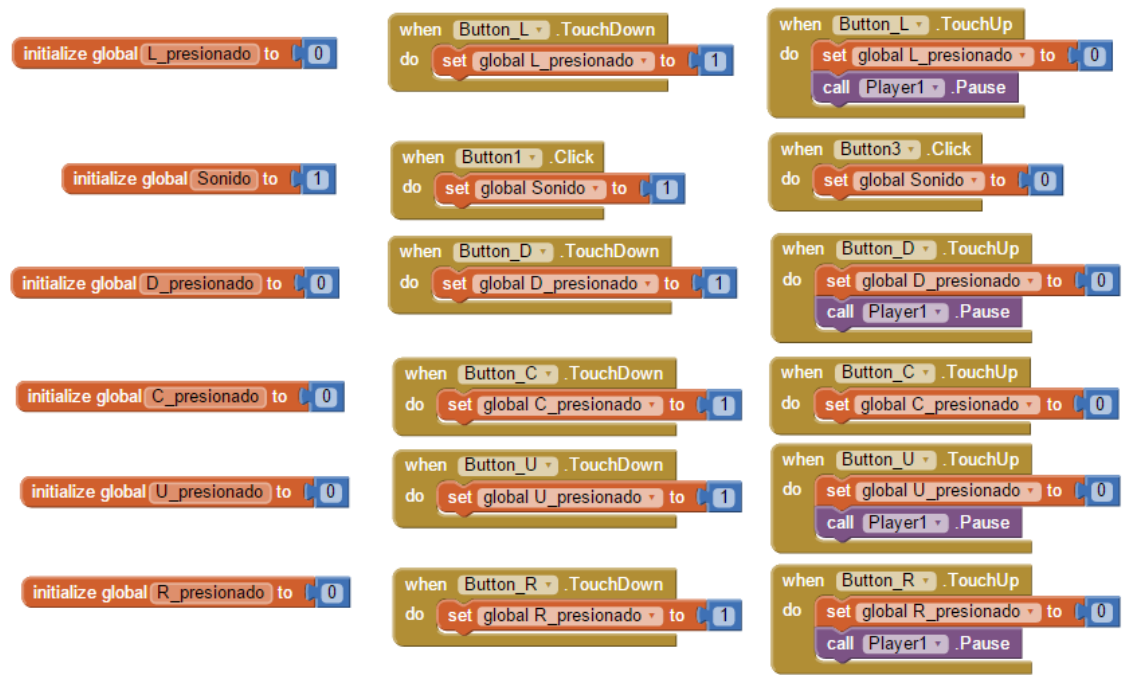 initialize global L_presionado to 0
when Button_L .TouchDown
do set global L_presionado to 1
when Button_L .TouchUp
do set global L_presionado to 0
call Player1 .Pause
initialize global Sonido to 1
when Button1 .Click
do set global Sonido to 1
when Button3 .Click
do set global Sonido to 0
initialize global D_presionado to 0
when Button_D .TouchDown
do set global D_presionado to 1
when Button_D .TouchUp
do set global D_presionado to 0
call Player1 .Pause
initialize global C_presionado to 0
when Button_C .TouchDown
do set global C_presionado to 1
when Button_C .TouchUp
do set global C_presionado to 0
initialize global U_presionado to 0
when Button_U .TouchDown
do set global U_presionado to 1
when Button_U .TouchUp
do set global U_presionado to 0
call Player1 .Pause
initialize global R_presionado to 0
when Button_R .TouchDown
do set global R_presionado to 1
when Button_R .TouchUp
do set global R_presionado to 0
call Player1 .Pause